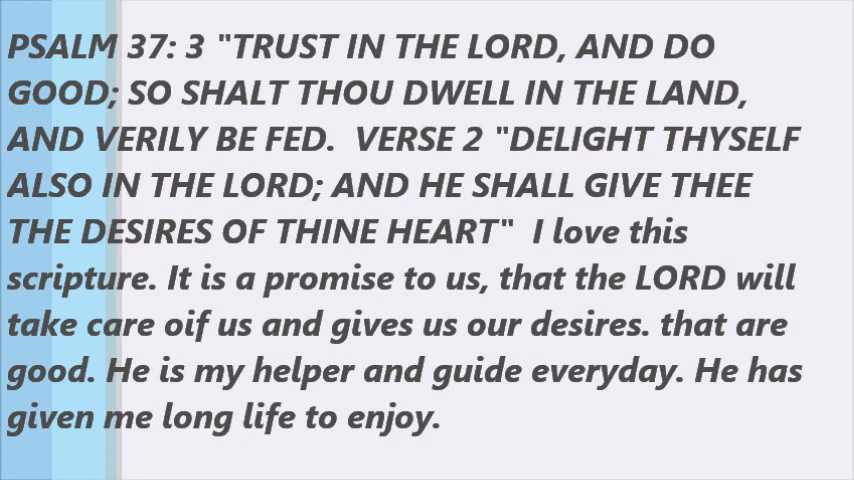 PSALM 37: 3 "TRUST IN THE LORD, AND DO
GOOD; SO SHALT THOU DWELL IN THE LAND,
AND VERILY BE FED.  VERSE 2 "DELIGHT THYSELF
ALSO IN THE LORD; AND HE SHALL GIVE THEE
THE DESIRES OF THINE HEART"  I love this
scripture. It is a promise to us, that the LORD will
take care oif us and gives us our desires. that are
good. He is my helper and guide everyday. He has
given me long life to enjoy.